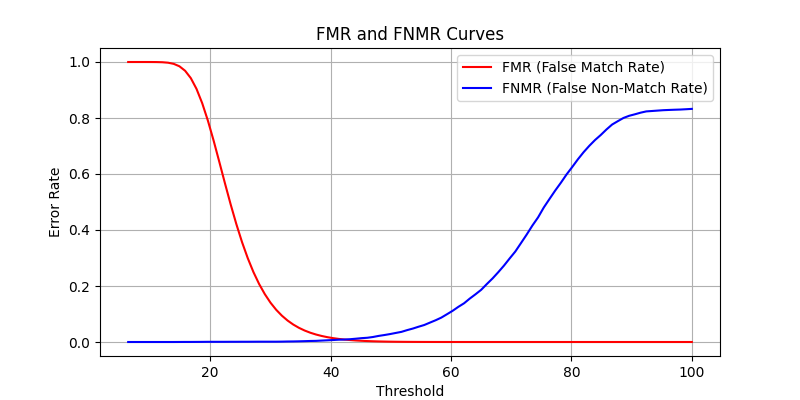 FMR and FNMR Curves
FMR (False Match Rate)
FNMR (False Non-Match Rate)
Error Rate
1.0
0.8
0.6
0.4
0.2
0.0
20
40
60
80
100
Threshold